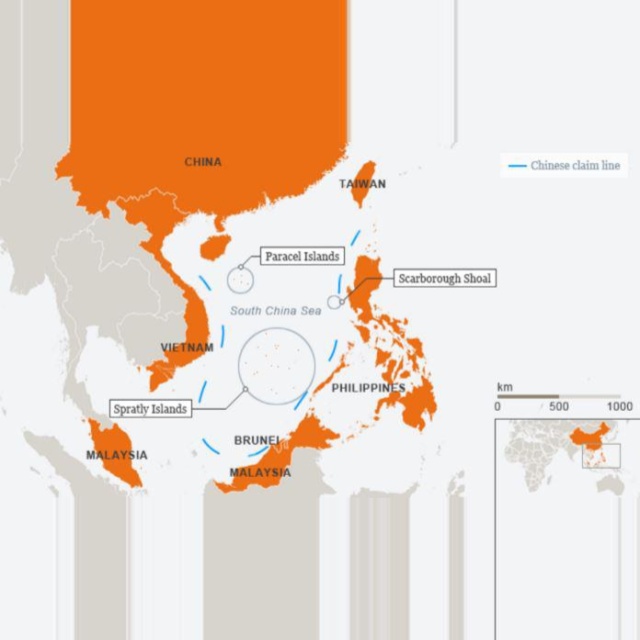 CHINA
Chinese claim line
TAIWAN
Paracel Islands
Scarborough Shoal
South China Sea
VIETNAM
km
PHILIPPINES
0 500 1000
Spratly Islands
BRUNEI
MALAYSIA
MALAYSIA